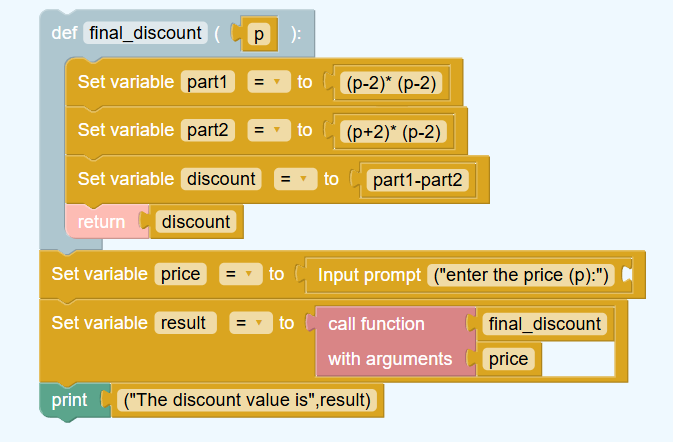 def final_discount ( p ):
Set variable part1 = to (p-2)* (p-2)
Set variable part2 = to (p+2)* (p-2)
Set variable discount = to part1-part2
return discount
Set variable price = to Input prompt ("enter the price (p):")
Set variable result = to call function final_discount
with arguments price
print ("The discount value is",result)